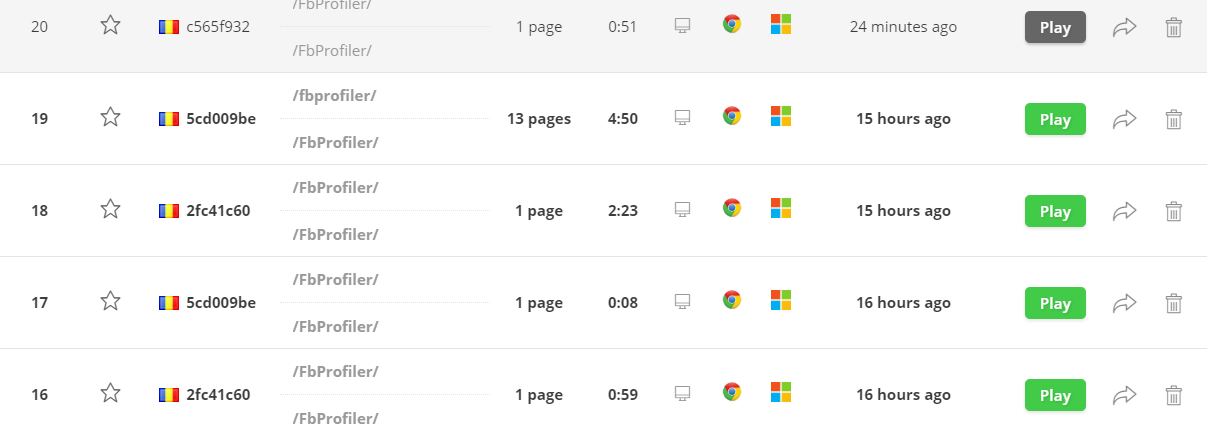 /FbProfiler/
20 c565f932 1 page 0:51 24 minutes ago Play
/FbProfiler/
/fbprofiler/
19 5cd009be 13 pages 4:50 15 hours ago Play
/FbProfiler/
/FbProfiler/
18 2fc41c60 1 page 2:23 15 hours ago Play
/FbProfiler/
/FbProfiler/
17 5cd009be 1 page 0:08 16 hours ago Play
/FbProfiler/
/FbProfiler/
16 2fc41c60 1 page 0:59 16 hours ago Play
/FbProfiler/